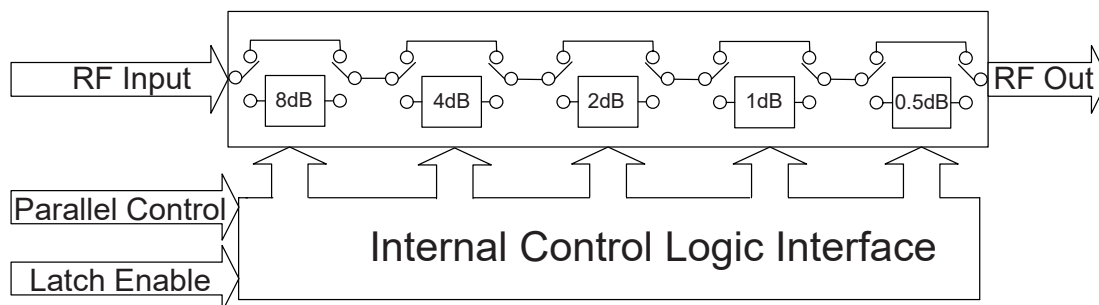 RF Input
8dB
4dB
2dB
1dB
0.5dB
RF Out
Parallel Control
Internal Control Logic Interface
Latch Enable